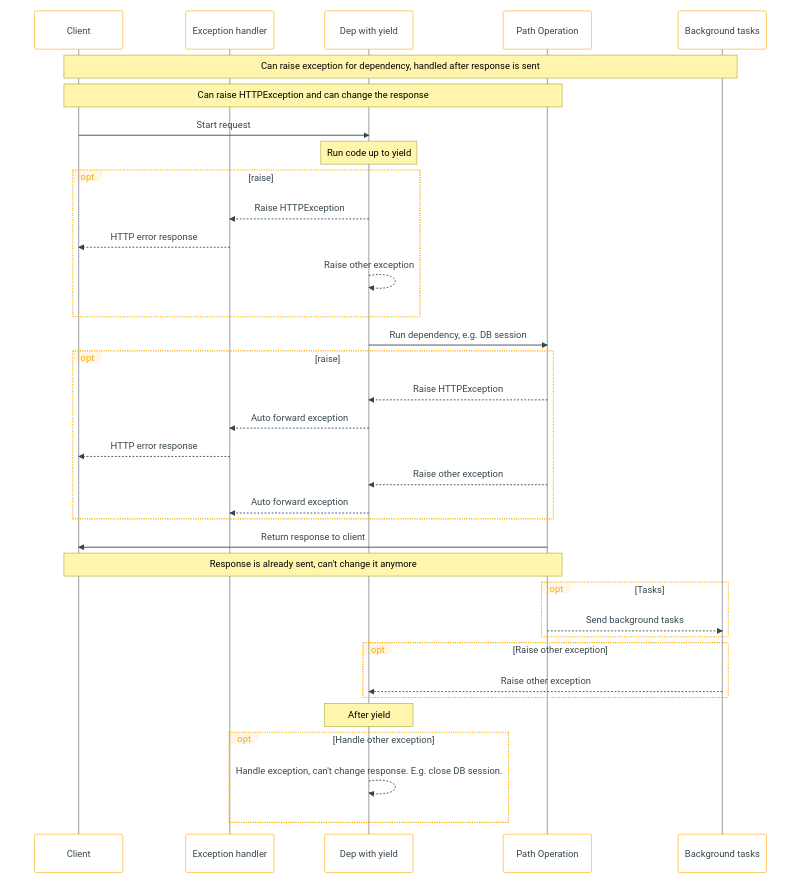 Client
Exception handler
Dep with yield
Path Operation
Background tasks
Can raise exception for dependency, handled after response is sent
Can raise HTTPException and can change the response
Start request
Run code up to yield
opt
[raise]
Raise HTTPException
HTTP error response
Raise other exception
Run dependency, e.g. DB session
opt
[raise]
Raise HTTPException
Auto forward exception
HTTP error response
Raise other exception
Auto forward exception
Return response to client
Response is already sent, can't change it anymore
opt
[Tasks]
Send background tasks
opt
[Raise other exception]
Raise other exception
After yield
opt
[Handle other exception]
Handle exception, can't change response. E.g. close DB session.
Client
Exception handler
Dep with yield
Path Operation
Background tasks